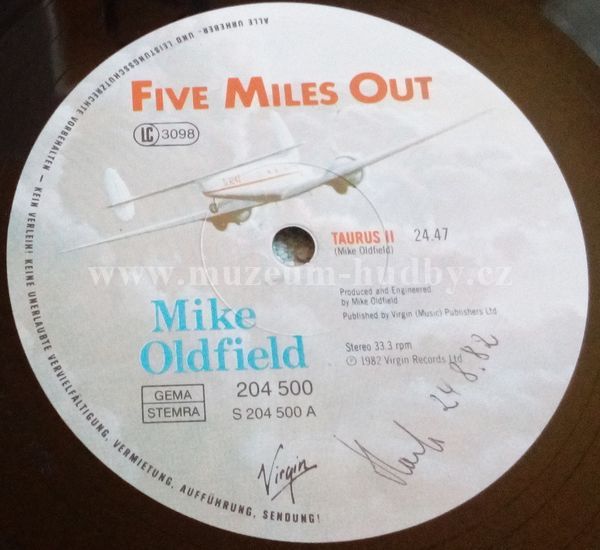 ALLE URHEBER- UND LEISTUNGSSCHUTZRECHTE VORBEHALTEN – KEIN VERLEIH! KEINE UNERLAUBTE VERVIELFÄLTIGUNG, VERMIETUNG, AUFFÜHRUNG, SENDUNG!
FIVE MILES OUT
LC 3098
TAURUS II 24.47
(Mike Oldfield)
www.muzeum-hudby.cz
Produced and Engineered
by Mike Oldfield
Published by Virgin (Music) Publishers Ltd
Mike
Oldfield
Stereo 33.3 rpm
℗ 1982 Virgin Records Ltd
GEMA
STEMRA
204 500
S 204 500 A
Virgin
24.8.82